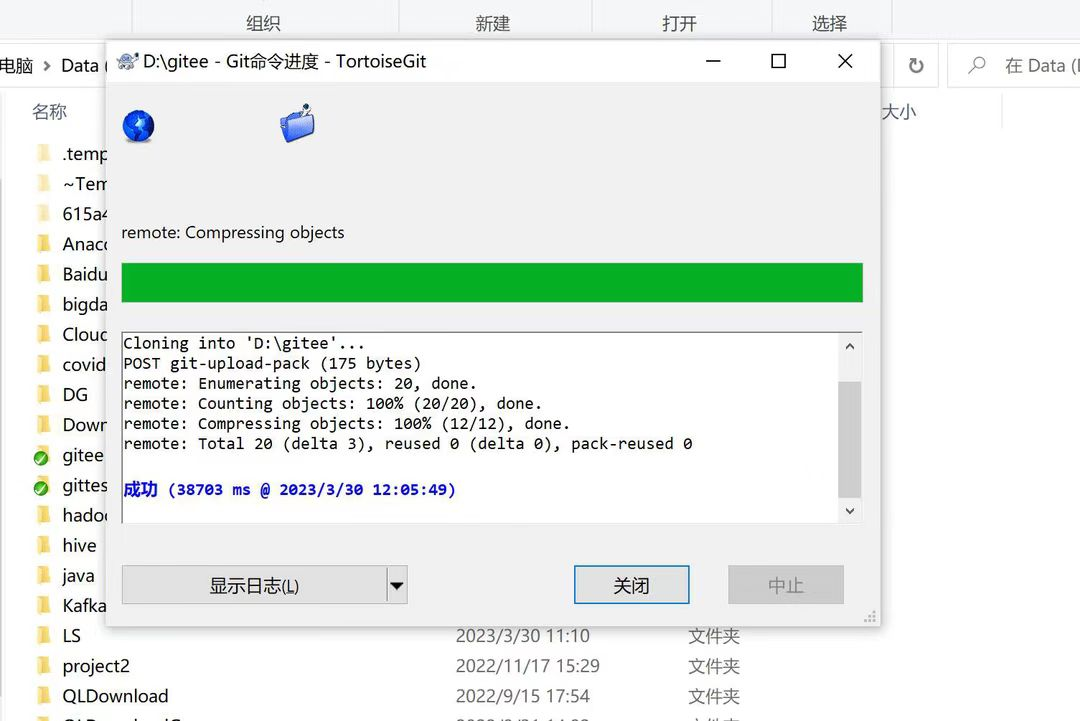 组织 新建 打开 选择
D:\gitee - Git命令进度 - TortoiseGit
电脑 Data 在 Data
名称 大小
.temp
~Tem
615a4
remote: Compressing objects
Anac
Baidu
bigda
Cloud
Cloning into 'D:\gitee'...
covid
POST git-upload-pack (175 bytes)
remote: Enumerating objects: 20, done.
DG
remote: Counting objects: 100% (20/20), done.
Down
remote: Compressing objects: 100% (12/12), done.
remote: Total 20 (delta 3), reused 0 (delta 0), pack-reused 0
gitee
gittes
成功 (38703 ms @ 2023/3/30 12:05:49)
hadoo
hive
java
显示日志(L) 关闭 中止
Kafka
LS 2023/3/30 11:10 文件夹
project2 2022/11/17 15:29 文件夹
QLDownload 2022/9/15 17:54 文件夹